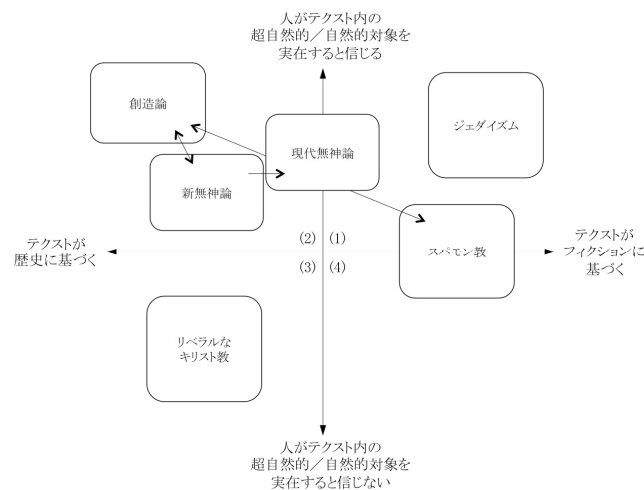 人がテクスト内の
超自然的／自然的対象を
実在すると信じる
創造論
ジェダイズム
現代無神論
新無神論
テクストが
歴史に基づく
(2)
(1)
(3)
(4)
スパモン教
テクストが
フィクションに
基づく
リベラルな
キリスト教
人がテクスト内の
超自然的／自然的対象を
実在すると信じない